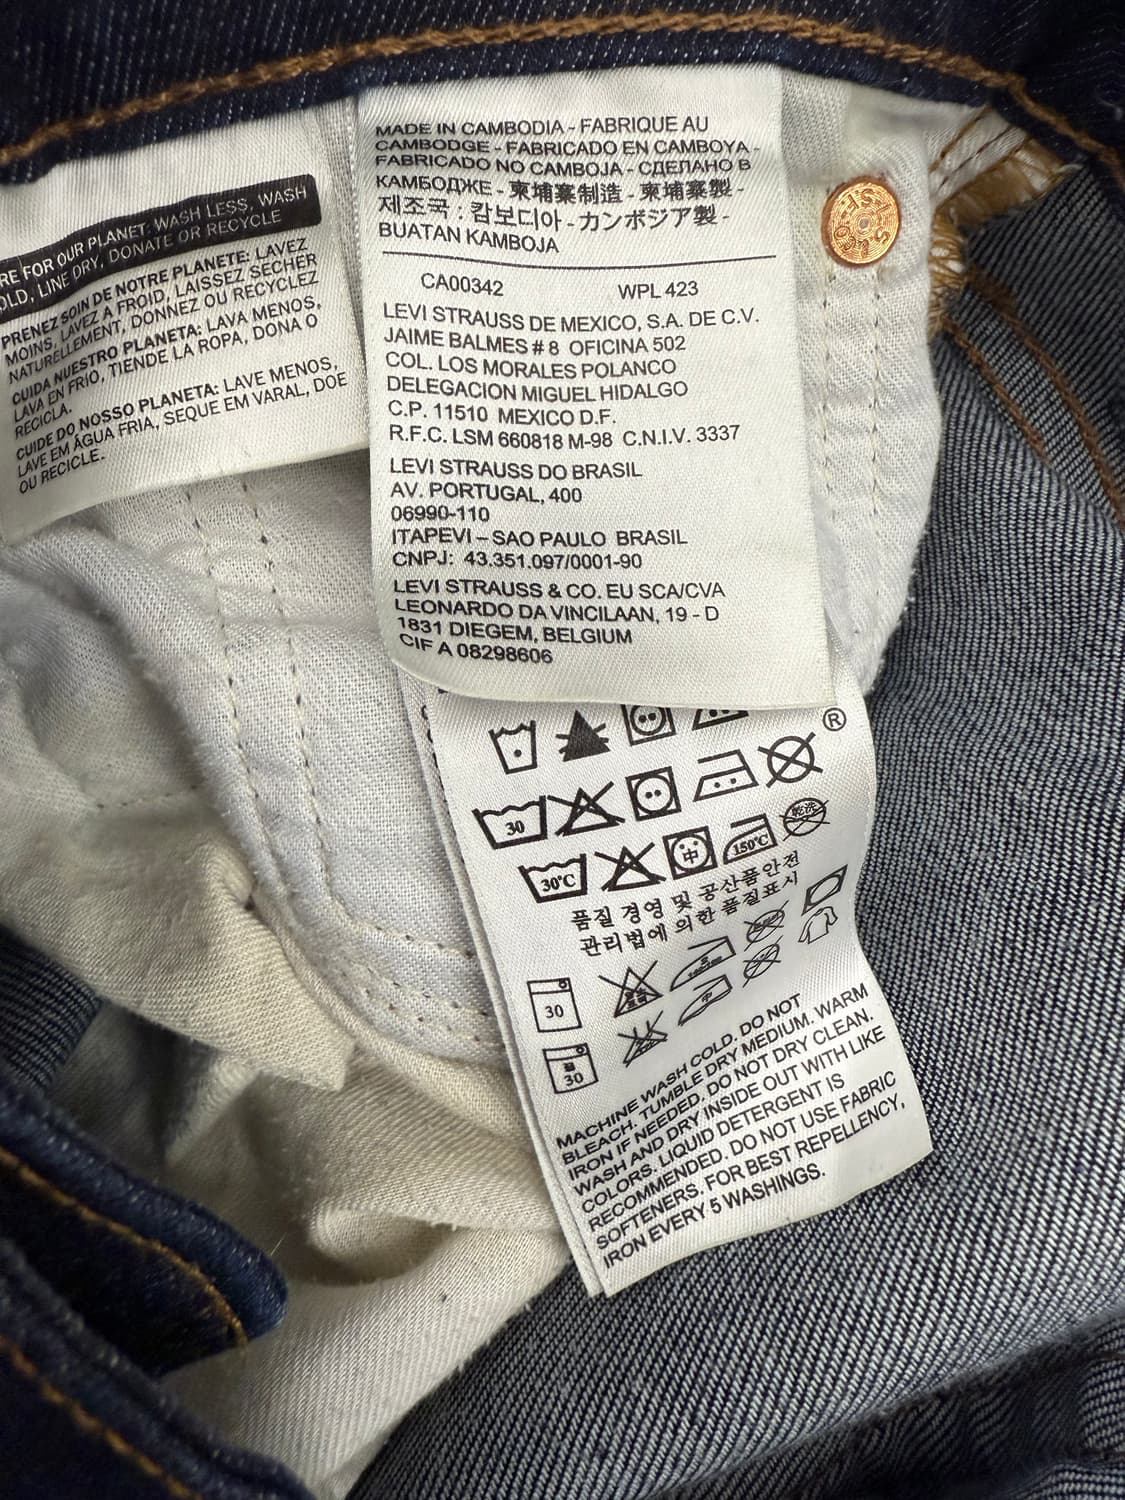 RE FOR OUR PLANET: WASH LESS, WASH
OLD, LINE DRY, DONATE OR RECYCLE
PRENEZ SOIN DE NOTRE PLANETE: LAVEZ
MOINS, LAVEZ A FROID, LAISSEZ SECHER
NATURELLEMENT, DONNEZ OU RECYCLEZ
CUIDA NUESTRO PLANETA: LAVA MENOS,
LAVA EN FRIO, TIENDE LA ROPA, DONA O
RECICLA.
CUIDE DO NOSSO PLANETA: LAVE MENOS,
LAVE EM ÁGUA FRIA, SEQUE EM VARAL, DOE
OU RECICLE.
MADE IN CAMBODIA - FABRIQUE AU
CAMBODGE - FABRICADO EN CAMBOYA -
FABRICADO NO CAMBOJA - СДЕЛАНО В
КАМБОДЖЕ - 柬埔寨制造 - 柬埔寨製 -
제조국 : 캄보디아 - カンボジア製 -
BUATAN KAMBOJA
CA00342 WPL 423
LEVI STRAUSS DE MEXICO, S.A. DE C.V.
JAIME BALMES # 8 OFICINA 502
COL. LOS MORALES POLANCO
DELEGACION MIGUEL HIDALGO
C.P. 11510 MEXICO D.F.
R.F.C. LSM 660818 M-98 C.N.I.V. 3337
LEVI STRAUSS DO BRASIL
AV. PORTUGAL, 400
06990-110
ITAPEVI – SAO PAULO BRASIL
CNPJ: 43.351.097/0001-90
LEVI STRAUSS & CO. EU SCA/CVA
LEONARDO DA VINCILAAN, 19 - D
1831 DIEGEM, BELGIUM
CIF A 08298606
®
30
30°C 中 150°C 乾洗
품질 경영 및 공산품안전
관리법에 의한 품질표시
30
30 中
MACHINE WASH COLD. DO NOT
BLEACH. TUMBLE DRY MEDIUM. WARM
IRON IF NEEDED. DO NOT DRY CLEAN.
WASH AND DRY INSIDE OUT WITH LIKE
COLORS. LIQUID DETERGENT IS
RECOMMENDED. DO NOT USE FABRIC
SOFTENERS. FOR BEST REPELLENCY,
IRON EVERY 5 WASHINGS.